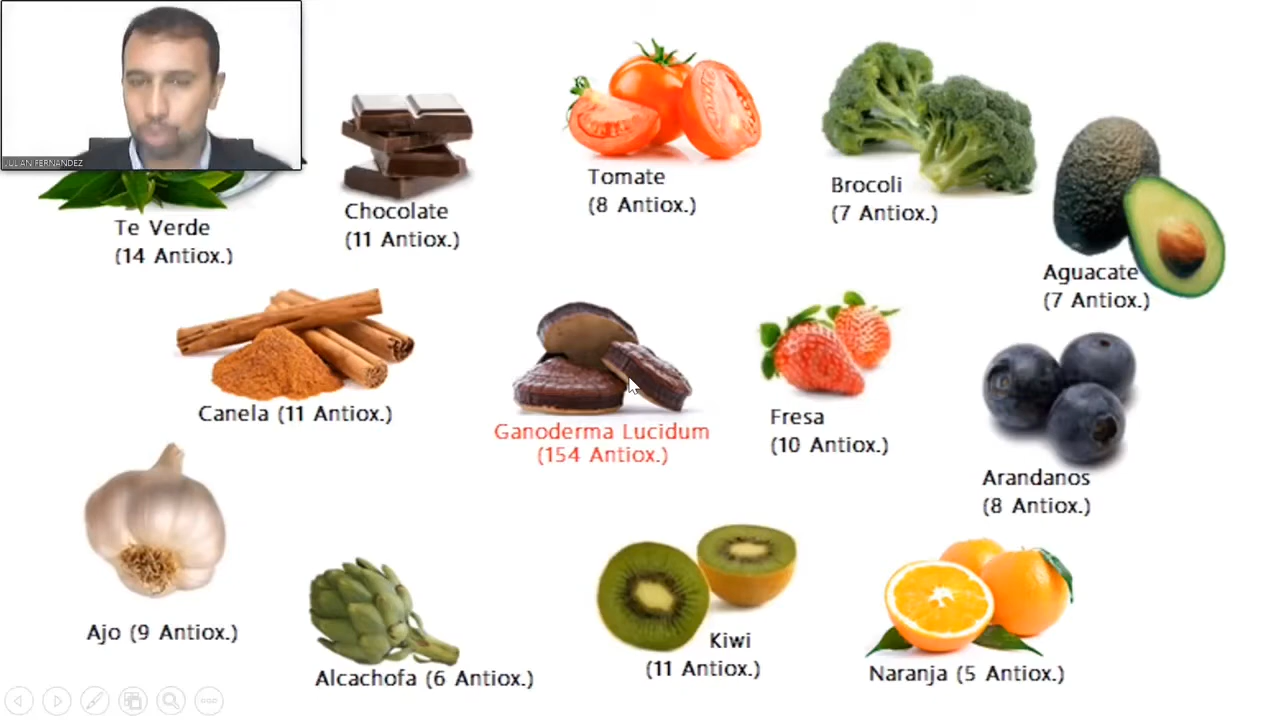 JULIAN FERNANDEZ
Te Verde
(14 Antiox.)
Chocolate
(11 Antiox.)
Tomate
(8 Antiox.)
Brocoli
(7 Antiox.)
Aguacate
(7 Antiox.)
Canela (11 Antiox.)
Ganoderma Lucidum
(154 Antiox.)
Fresa
(10 Antiox.)
Arandanos
(8 Antiox.)
Ajo (9 Antiox.)
Alcachofa (6 Antiox.)
Kiwi
(11 Antiox.)
Naranja (5 Antiox.)